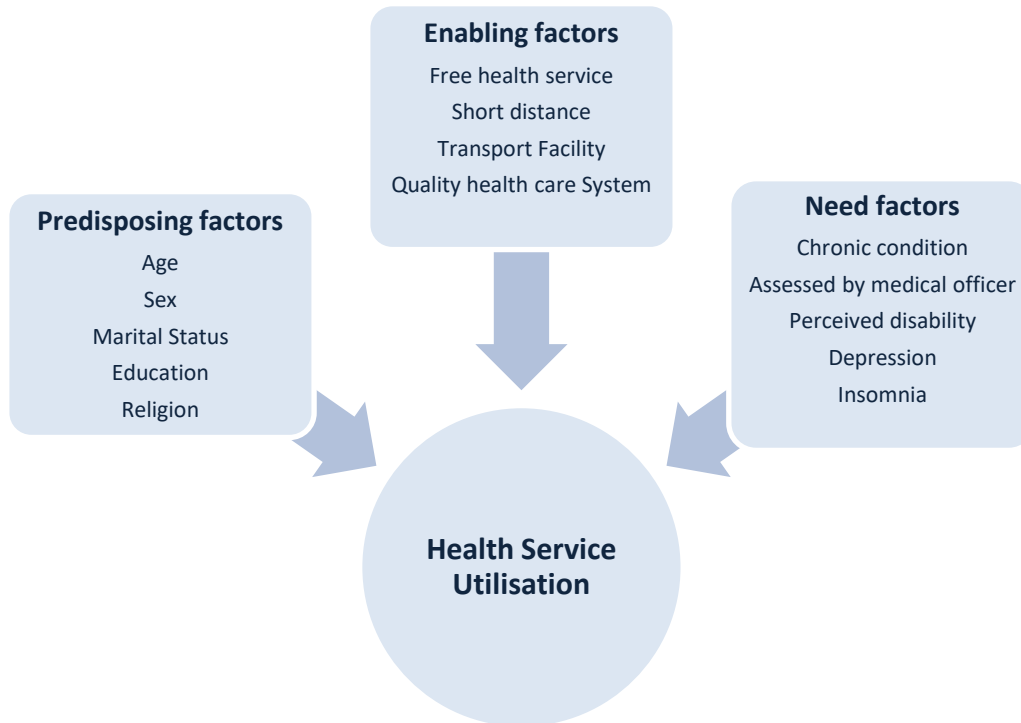 Enabling factors
Free health service
Short distance
Transport Facility
Quality health care System
Predisposing factors
Age
Sex
Marital Status
Education
Religion
Need factors
Chronic condition
Assessed by medical officer
Perceived disability
Depression
Insomnia
Health Service
Utilisation